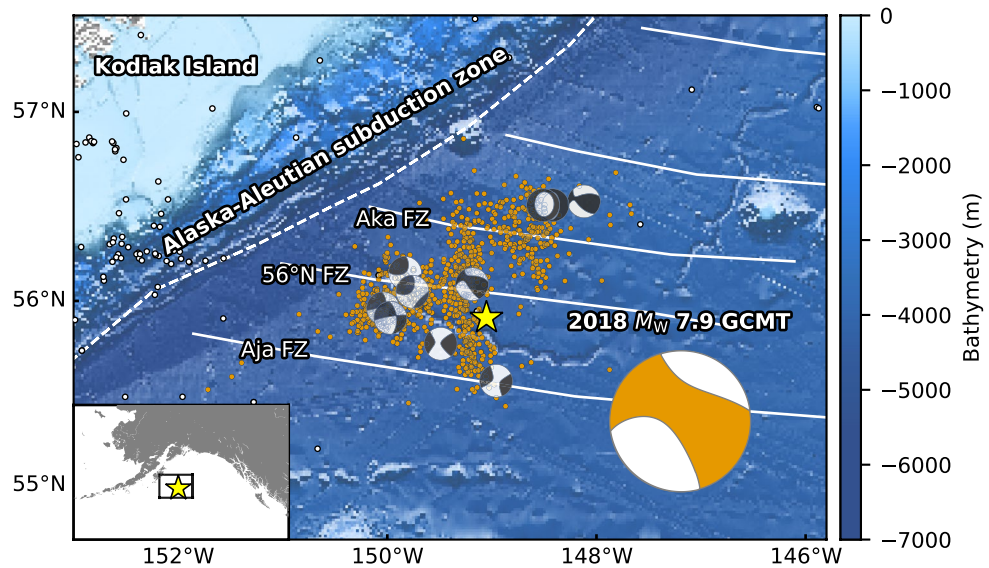 Kodiak Island
Alaska-Aleutian subduction zone
Aka FZ
56°N FZ
2018 MW 7.9 GCMT
Aja FZ
57°N
56°N
55°N
152°W
150°W
148°W
146°W
0
−1000
−2000
−3000
−4000
−5000
−6000
−7000
Bathymetry (m)